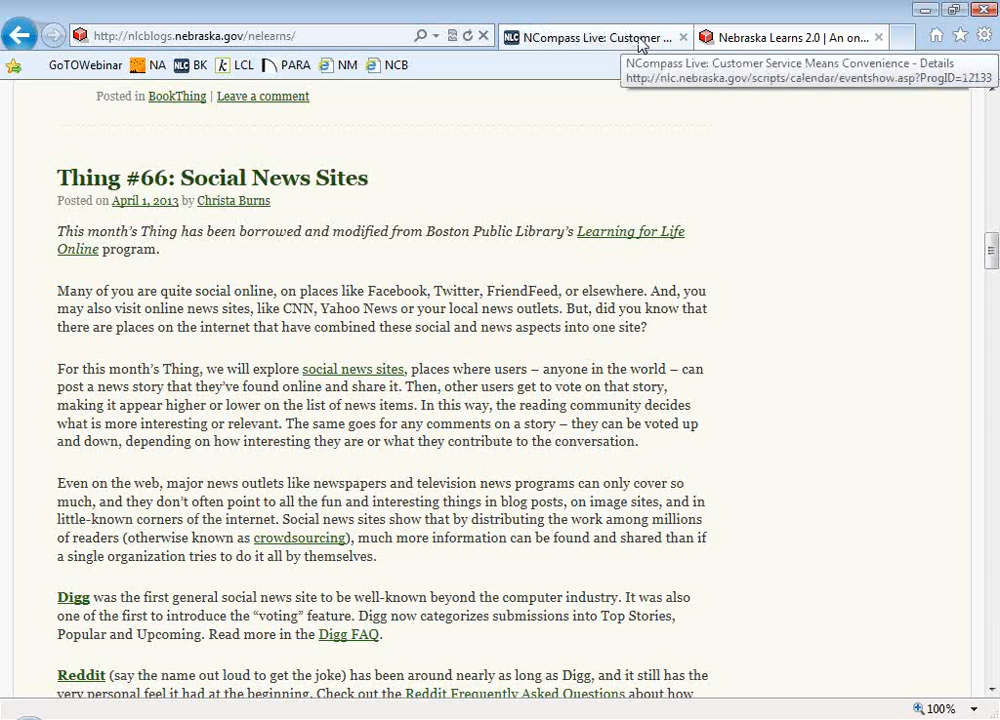 http://nlcblogs.nebraska.gov/nelearns/
NLC NCompass Live: Customer ...
Nebraska Learns 2.0 | An on...
NCompass Live: Customer Service Means Convenience - Details
http://nlc.nebraska.gov/scripts/calendar/eventshow.asp?ProgID=12133
GoTOWebinar NA NLC BK k LCL PARA NM NCB
Posted in BookThing | Leave a comment
Thing #66: Social News Sites
Posted on April 1, 2013 by Christa Burns
This month's Thing has been borrowed and modified from Boston Public Library's Learning for Life
Online program.
Many of you are quite social online, on places like Facebook, Twitter, FriendFeed, or elsewhere. And, you
may also visit online news sites, like CNN, Yahoo News or your local news outlets. But, did you know that
there are places on the internet that have combined these social and news aspects into one site?
For this month's Thing, we will explore social news sites, places where users – anyone in the world – can
post a news story that they've found online and share it. Then, other users get to vote on that story,
making it appear higher or lower on the list of news items. In this way, the reading community decides
what is more interesting or relevant. The same goes for any comments on a story – they can be voted up
and down, depending on how interesting they are or what they contribute to the conversation.
Even on the web, major news outlets like newspapers and television news programs can only cover so
much, and they don't often point to all the fun and interesting things in blog posts, on image sites, and in
little-known corners of the internet. Social news sites show that by distributing the work among millions
of readers (otherwise known as crowdsourcing), much more information can be found and shared than if
a single organization tries to do it all by themselves.
Digg was the first general social news site to be well-known beyond the computer industry. It was also
one of the first to introduce the “voting” feature. Digg now categorizes submissions into Top Stories,
Popular and Upcoming. Read more in the Digg FAQ.
Reddit (say the name out loud to get the joke) has been around nearly as long as Digg, and it still has the
very personal feel it had at the beginning. Check out the Reddit Frequently Asked Questions about how
100%